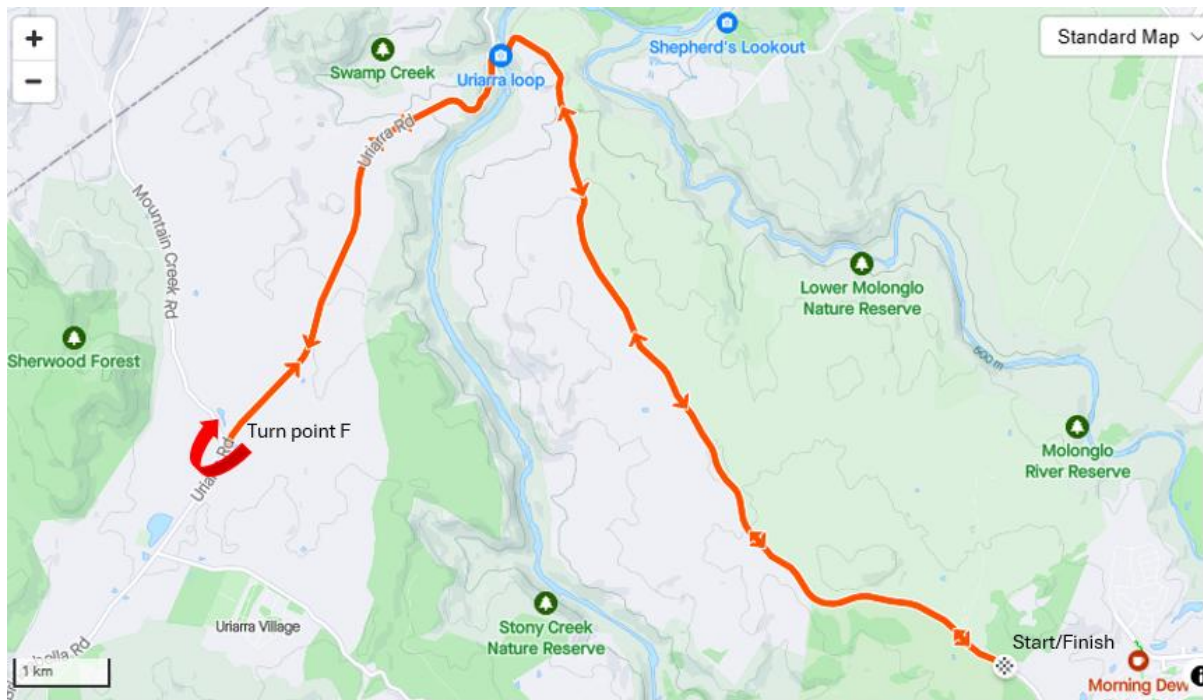 +
−
Standard Map
Swamp Creek
Uriarra loop
Shepherd's Lookout
Uriarra Rd
Mountain Creek Rd
Lower Molonglo
Nature Reserve
Sherwood Forest
500 m
Turn point F
Molonglo
River Reserve
Uriarra Village
Stony Creek
Nature Reserve
Start/Finish
Rd
1 km
Morning Dew